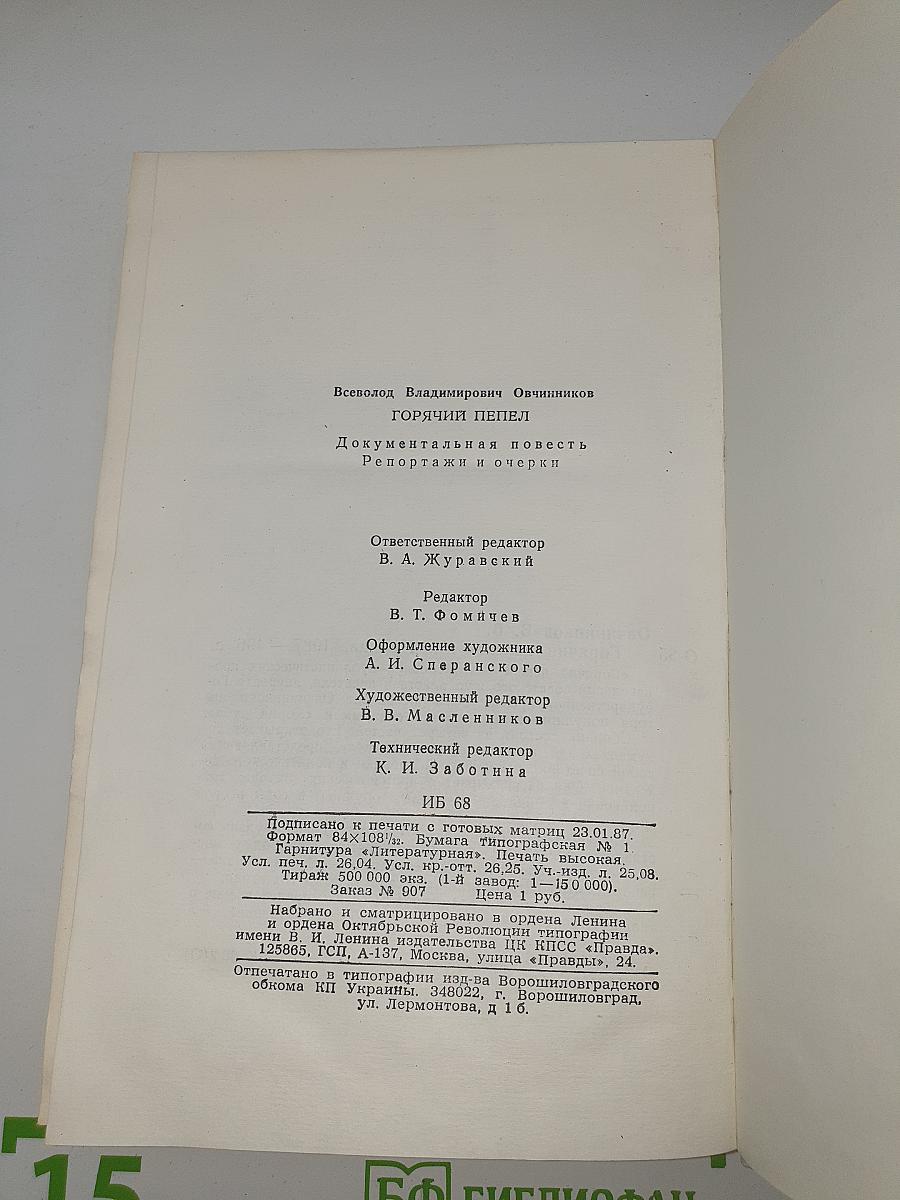 Всеволод Владимирович Овчинников
ГОРЯЧИЙ ПЕПЕЛ
Документальная повесть
Репортажи и очерки
Ответственный редактор
В. А. Журавский
Редактор
В. Т. Фомичев
Оформление художника
А. И. Сперанского
Художественный редактор
В. В. Масленников
Технический редактор
К. И. Заботина
ИБ 68
Подписано к печати с готовых матриц 23.01.87.
Формат 84×108¹/₃₂. Бумага типографская № 1.
Гарнитура «Литературная». Печать высокая.
Усл. печ. л. 26,04. Усл. кр.-отт. 26,25. Уч.-изд. л. 25,08.
Тираж 500 000 экз. (1-й завод: 1—150 000).
Заказ № 907 Цена 1 руб.
Набрано и сматрицировано в ордена Ленина
и ордена Октябрьской Революции типографии
имени В. И. Ленина издательства ЦК КПСС «Правда».
125865, ГСП, А-137, Москва, улица «Правды», 24.
Отпечатано в типографии изд-ва Ворошиловградского
обкома КП Украины. 348022, г. Ворошиловград,
ул. Лермонтова, д 1 б.
15
БФ БИБЛИОФАН